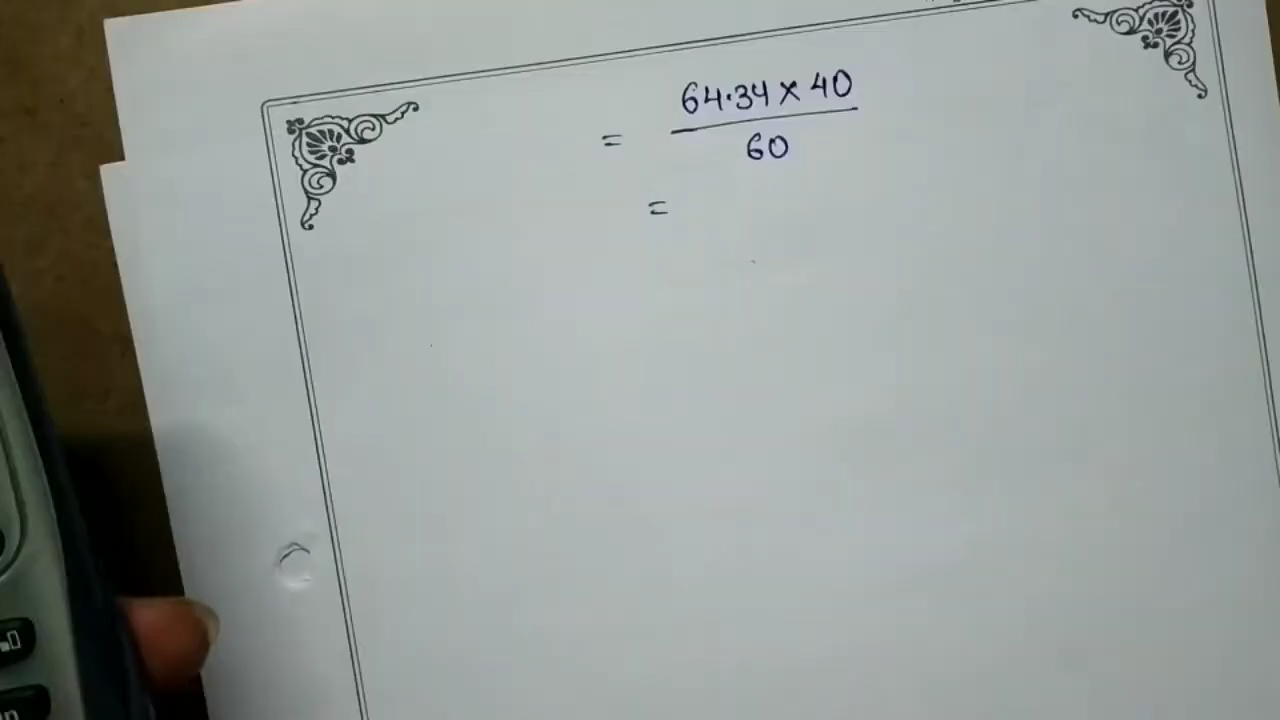 = 64.34 × 40
60
=